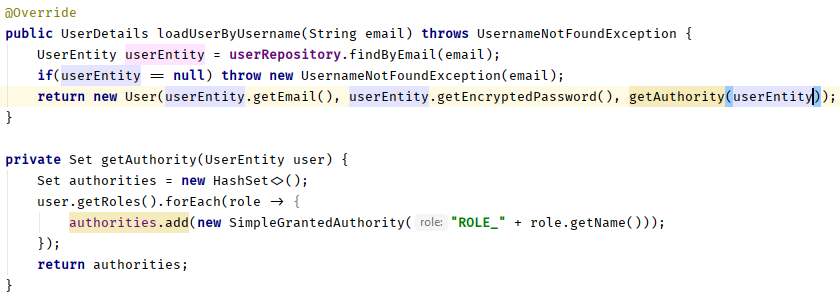 @Override
public UserDetails loadUserByUsername(String email) throws UsernameNotFoundException {
    UserEntity userEntity = userRepository.findByEmail(email);
    if(userEntity == null) throw new UsernameNotFoundException(email);
    return new User(userEntity.getEmail(), userEntity.getEncryptedPassword(), getAuthority(userEntity));
}

private Set getAuthority(UserEntity user) {
    Set authorities = new HashSet<>();
    user.getRoles().forEach(role -> {
        authorities.add(new SimpleGrantedAuthority( role: "ROLE_" + role.getName()));
    });
    return authorities;
}